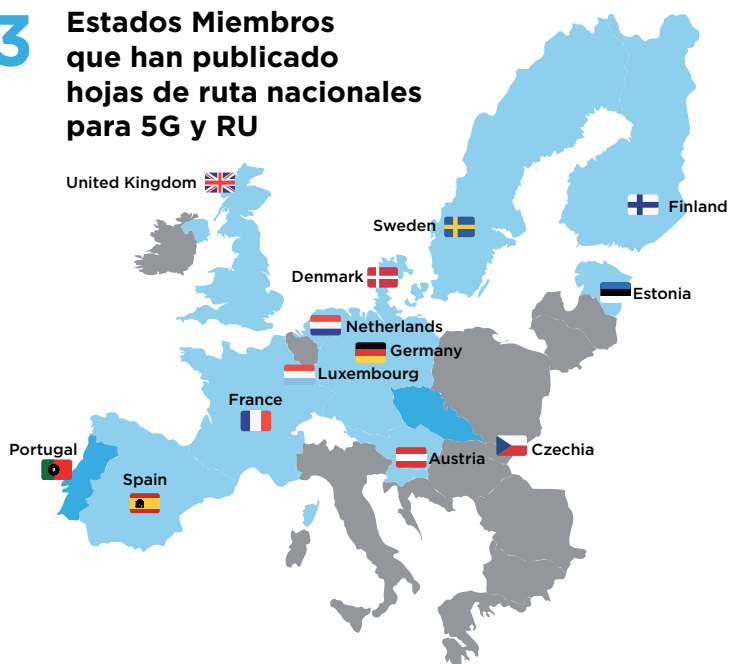 3
Estados Miembros
que han publicado
hojas de ruta nacionales
para 5G y RU
United Kingdom
Finland
Sweden
Denmark
Estonia
Netherlands
Germany
Luxembourg
France
Portugal
Czechia
Austria
Spain